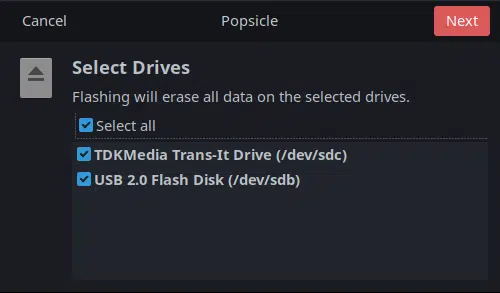 Cancel
Popsicle
Next
Select Drives
Flashing will erase all data on the selected drives.
Select all
TDKMedia Trans-It Drive (/dev/sdc)
USB 2.0 Flash Disk (/dev/sdb)